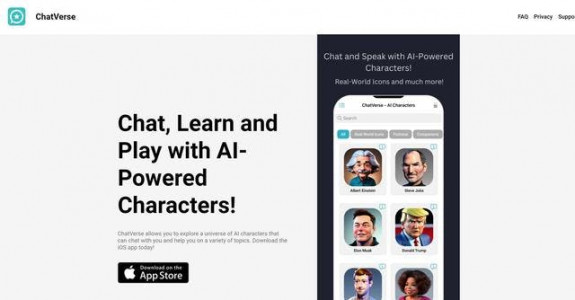 ChatVerse
FAQ Privacy Suppo
Chat, Learn and
Play with AI-
Powered
Characters!
ChatVerse allows you to explore a universe of AI characters that
can chat with you and help you on a variety of topics. Download the
iOS app today!
Download on the
App Store
Chat and Speak with AI-Powered
Characters!
Real-World Icons and much more!
ChatVerse - AI Characters
Search
All Real-World Icons Politics Companions
Albert Einstein Steve Jobs
Elon Musk Donald Trump